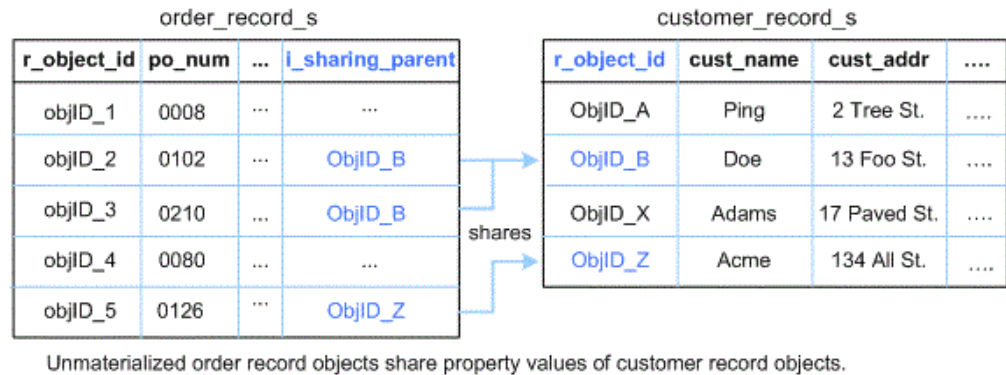 order_record_s
customer_record_s
r_object_id po_num ... i_sharing_parent
r_object_id cust_name cust_addr ....
objID_1 0008 ... ...
ObjID_A Ping 2 Tree St. ....
objID_2 0102 ... ObjID_B
ObjID_B Doe 13 Foo St. ....
objID_3 0210 ... ObjID_B
ObjID_X Adams 17 Paved St. ....
shares
objID_4 0080 ... ...
ObjID_Z Acme 134 All St. ....
objID_5 0126 ... ObjID_Z
Unmaterialized order record objects share property values of customer record objects.